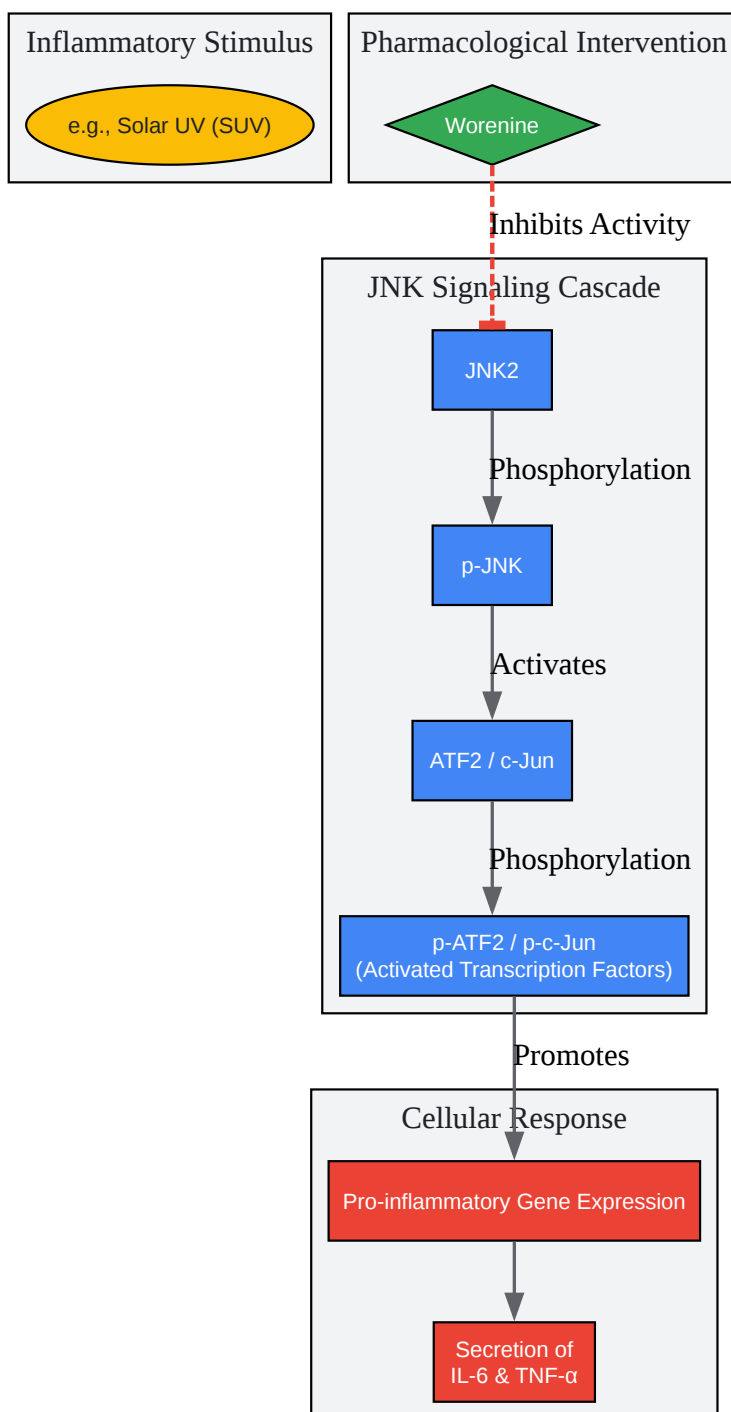 Inflammatory Stimulus
e.g., Solar UV (SUV)
Pharmacological Intervention
Worenine
Inhibits Activity
JNK Signaling Cascade
JNK2
Phosphorylation
p-JNK
Activates
ATF2 / c-Jun
Phosphorylation
p-ATF2 / p-c-Jun
(Activated Transcription Factors)
Promotes
Cellular Response
Pro-inflammatory Gene Expression
Secretion of
IL-6 & TNF-α